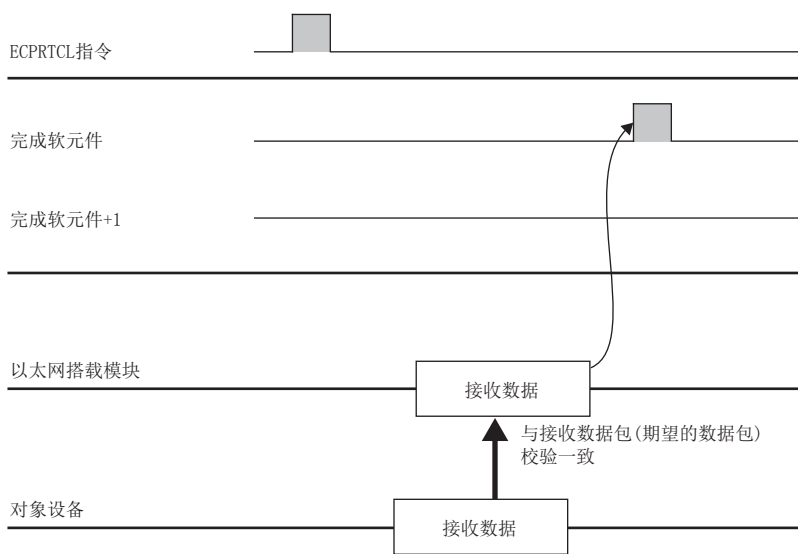 ECPRTCL指令
完成软元件
完成软元件+1
以太网搭载模块
接收数据
与接收数据包(期望的数据包)
校验一致
对象设备
接收数据